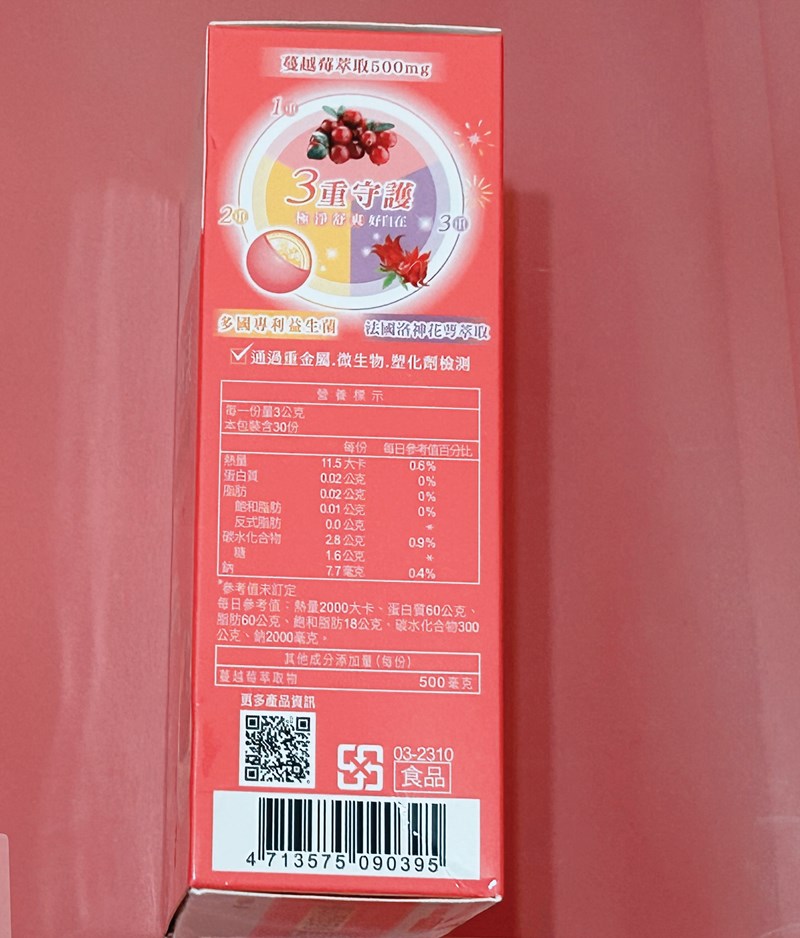 蔓越莓萃取500mg
1重
3重守護
極淨舒爽 好自在
2重
3重
多國專利益生菌
法國洛神花萼萃取
通過重金屬.微生物.塑化劑檢測
營養標示
每一份量3公克
本包裝含30份
每份 每日參考值百分比
熱量 11.5大卡 0.6%
蛋白質 0.02公克 0%
脂肪 0.02公克 0%
飽和脂肪 0.01公克 0%
反式脂肪 0.0公克 *
碳水化合物 2.8公克 0.9%
糖 1.6公克 *
鈉 7.7毫克 0.4%
*參考值未訂定
每日參考值：熱量2000大卡、蛋白質60公克、
脂肪60公克、飽和脂肪18公克、碳水化合物300
公克、鈉2000毫克。
其他成分添加量(每份)
蔓越莓萃取物 500毫克
更多產品資訊
03-2310
食品
4 713575 090395